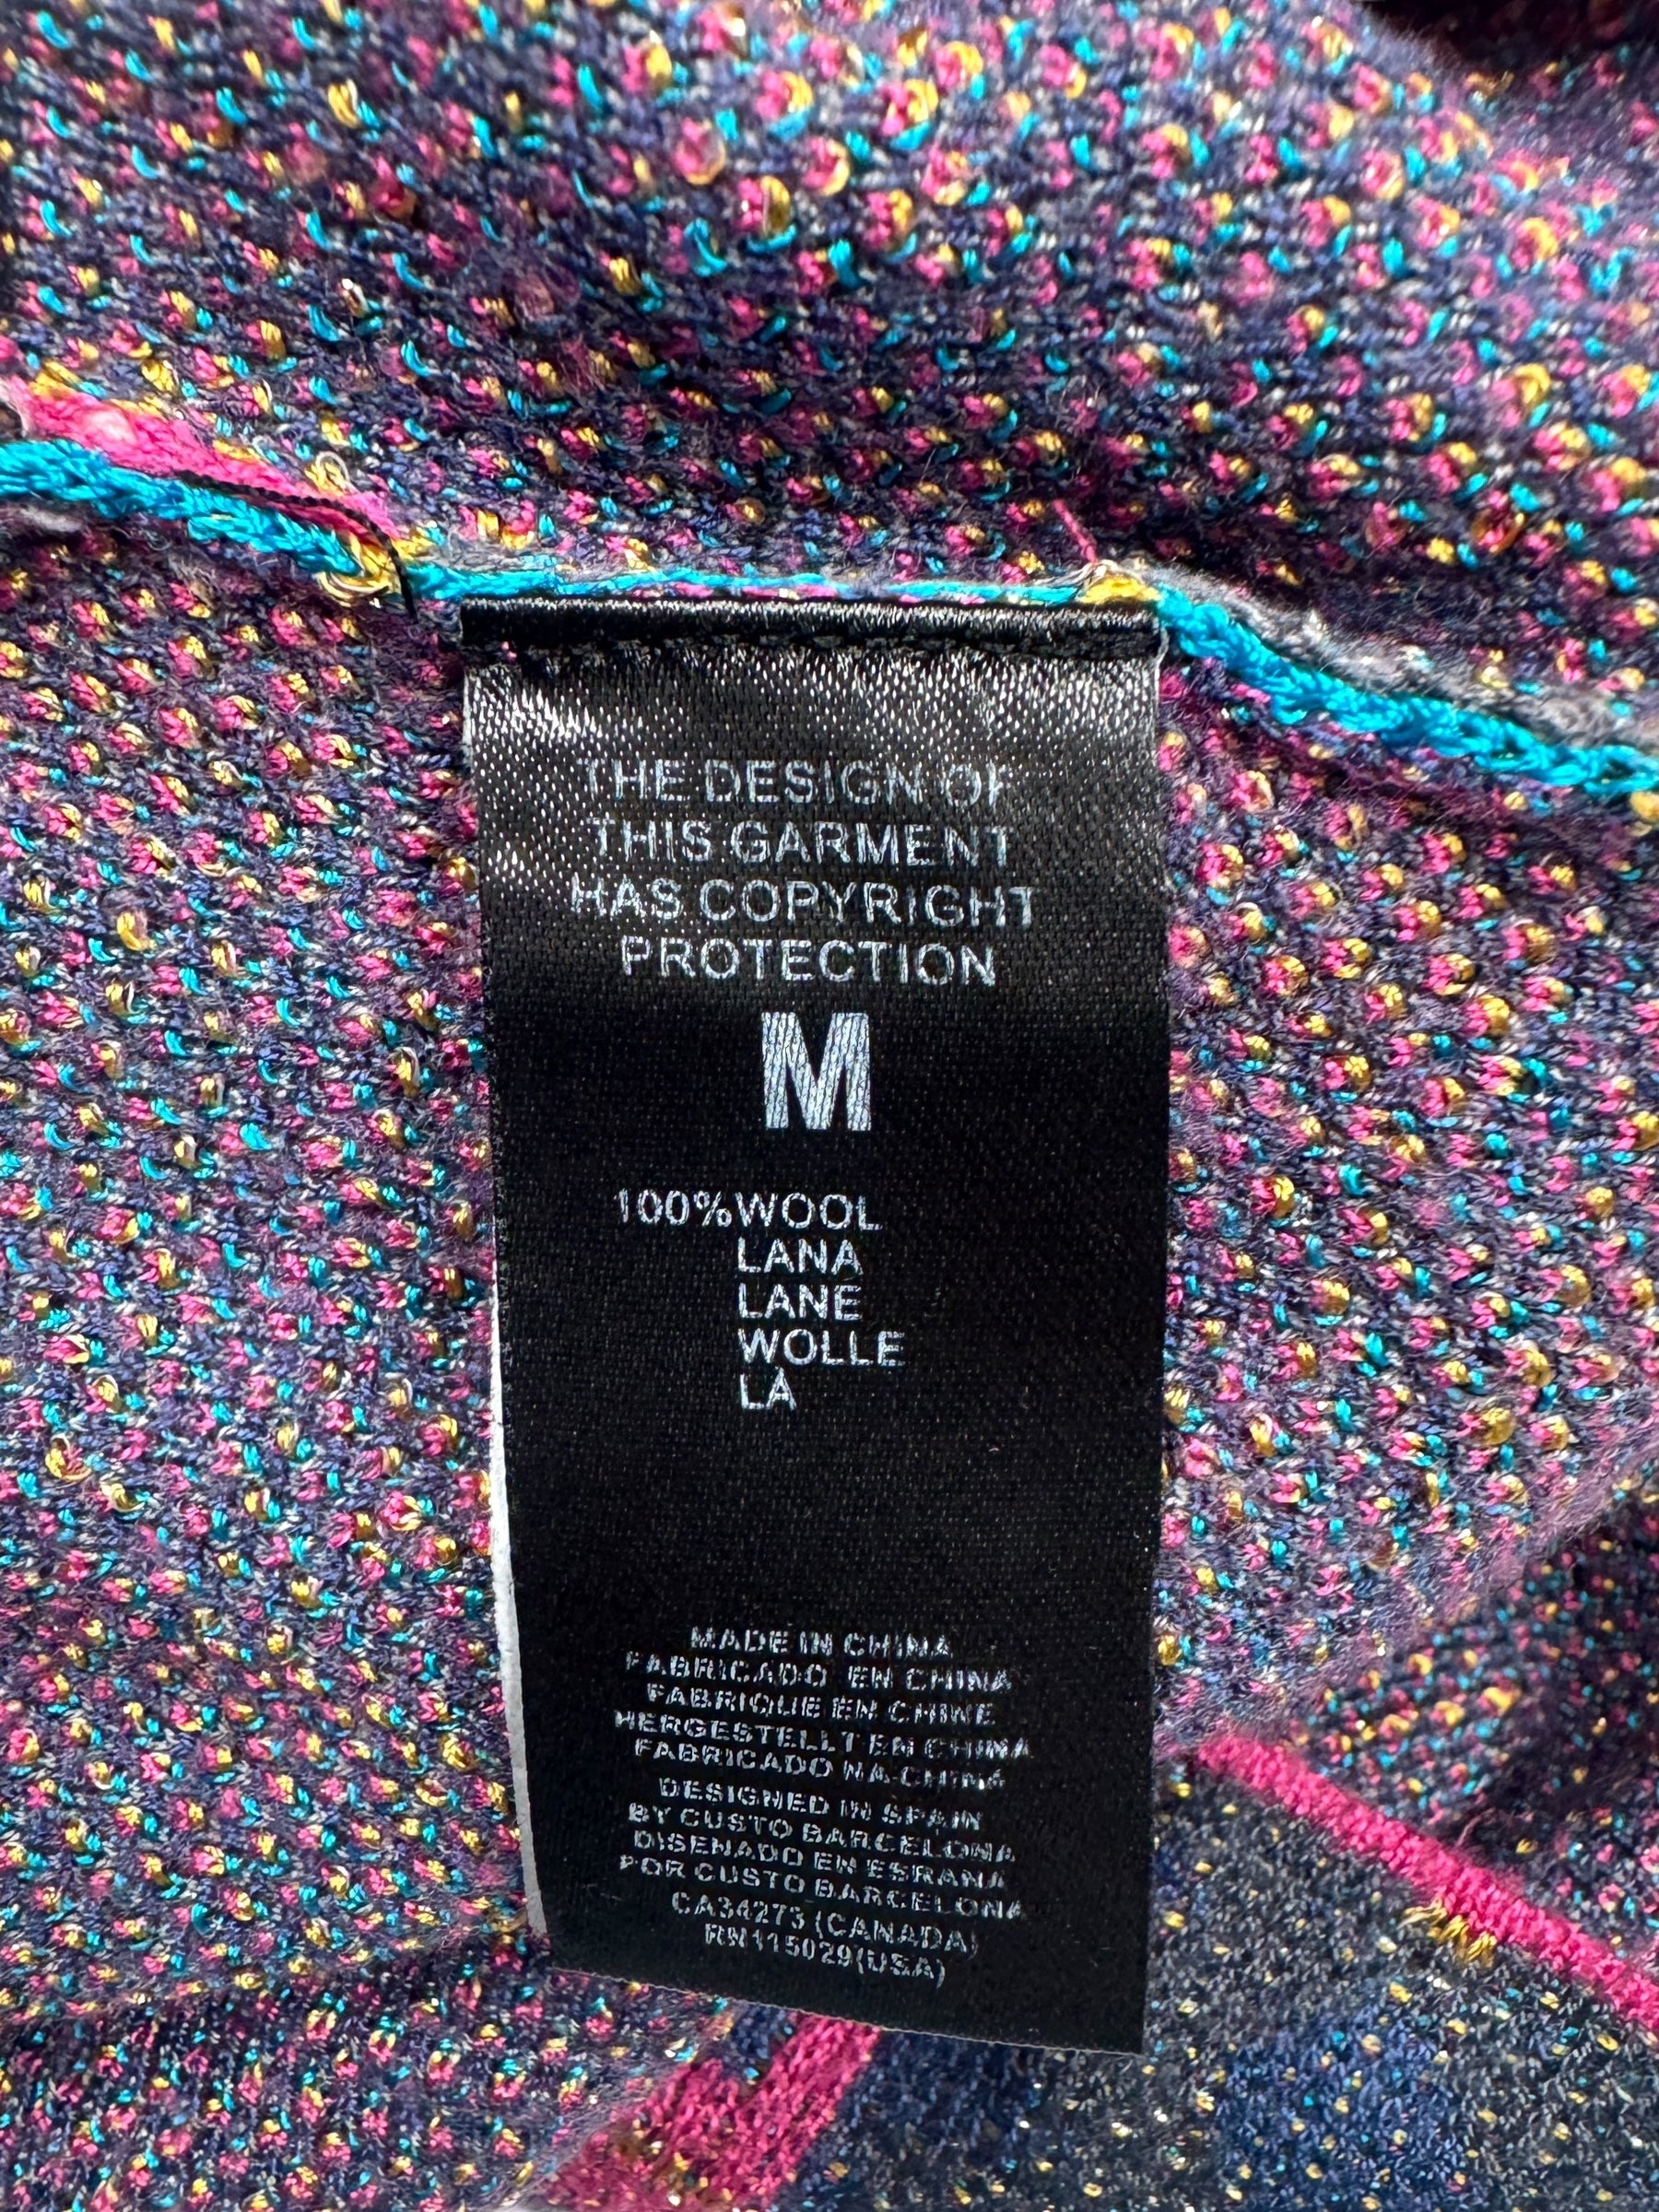 THE DESIGN OF
THIS GARMENT
HAS COPYRIGHT
PROTECTION
M
100%WOOL
LANA
LANE
WOLLE
LÀ
MADE IN CHINA
FABRICADO EN CHINA
FABRIQUE EN CHINE
HERGESTELLT EN CHINA
FABRICADO NA CHINA
DESIGNED IN SPAIN
BY CUSTO BARCELONA
DISENADO EN ESRANA
POR CUSTO BARCELONA
CA34273 (CANADA)
RN115029(USA)